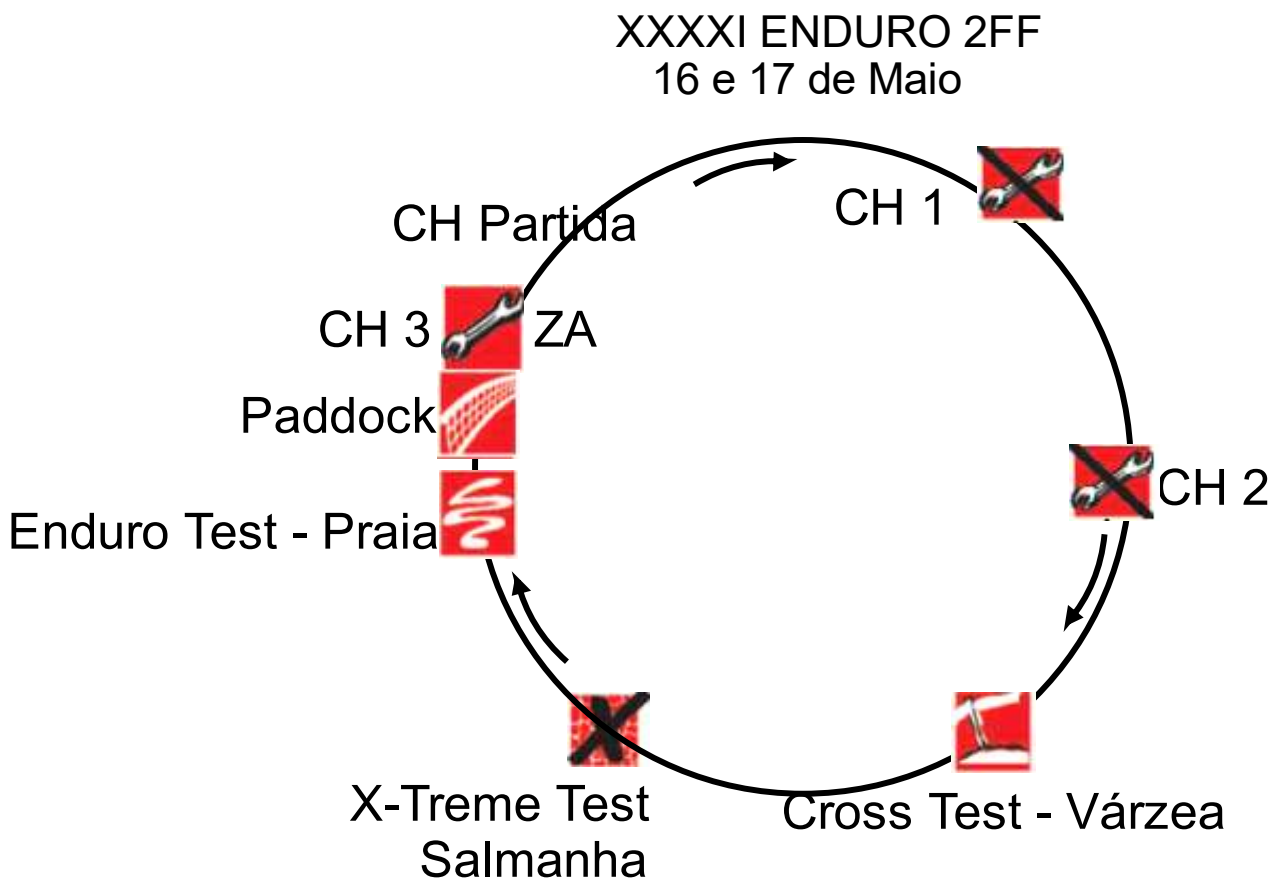 XXXXI ENDURO 2FF
16 e 17 de Maio
CH 1
CH Partida
CH 3
ZA
Paddock
CH 2
Enduro Test - Praia
X-Treme Test
Salmanha
Cross Test - Várzea